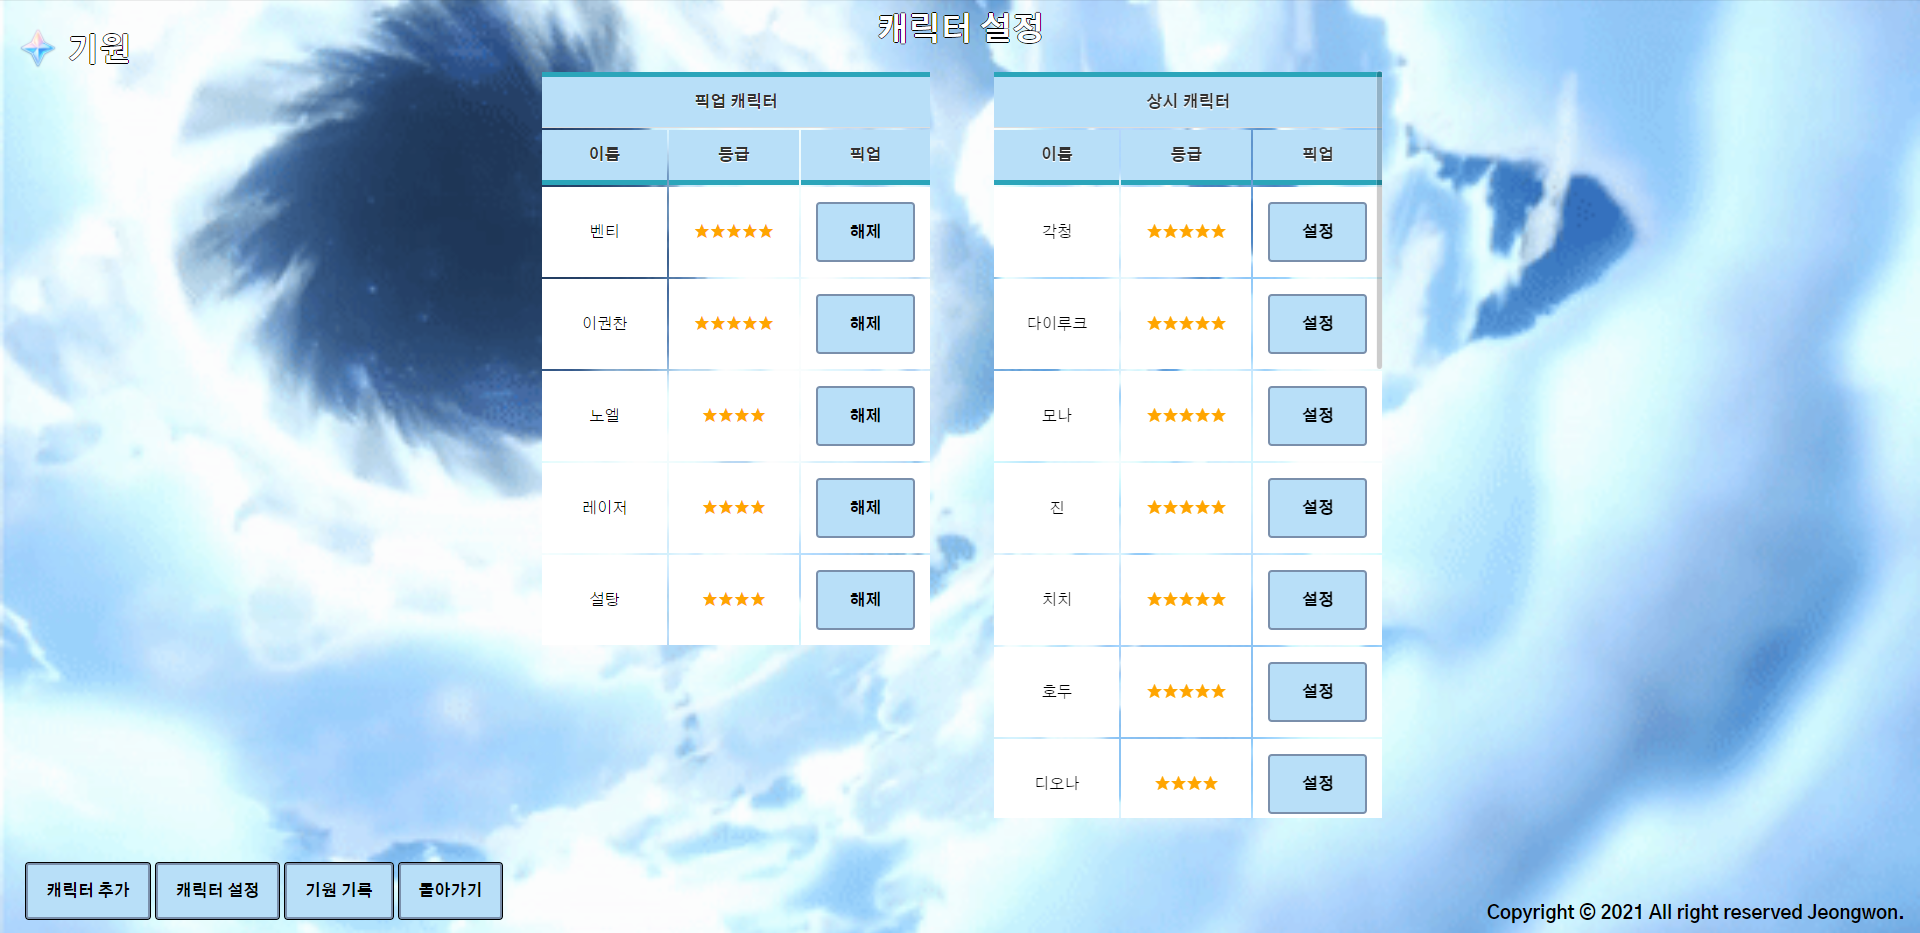 기원
캐릭터 설정
픽업 캐릭터
이름 등급 픽업
벤티 ★★★★★ 해제
이권찬 ★★★★★ 해제
노엘 ★★★★ 해제
레이저 ★★★★ 해제
설탕 ★★★★ 해제
상시 캐릭터
이름 등급 픽업
각청 ★★★★★ 설정
다이루크 ★★★★★ 설정
모나 ★★★★★ 설정
진 ★★★★★ 설정
치치 ★★★★★ 설정
호두 ★★★★★ 설정
디오나 ★★★★ 설정
캐릭터 추가 캐릭터 설정 기원 기록 돌아가기
Copyright © 2021 All right reserved Jeongwon.